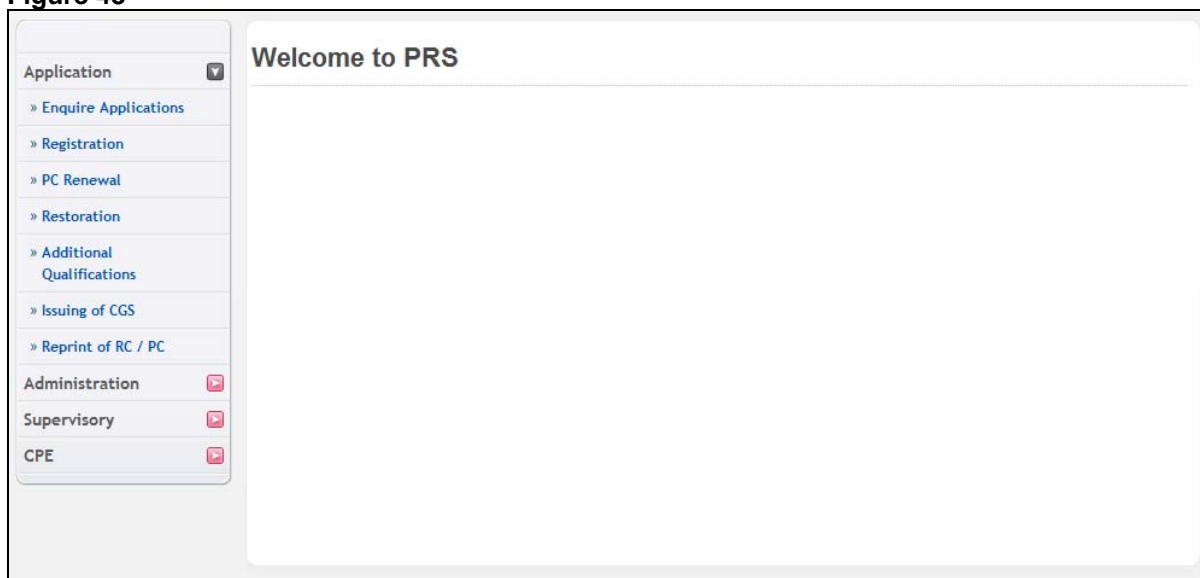 Application
» Enquire Applications
» Registration
» PC Renewal
» Restoration
» Additional
Qualifications
» Issuing of CGS
» Reprint of RC / PC
Administration
Supervisory
CPE
Welcome to PRS